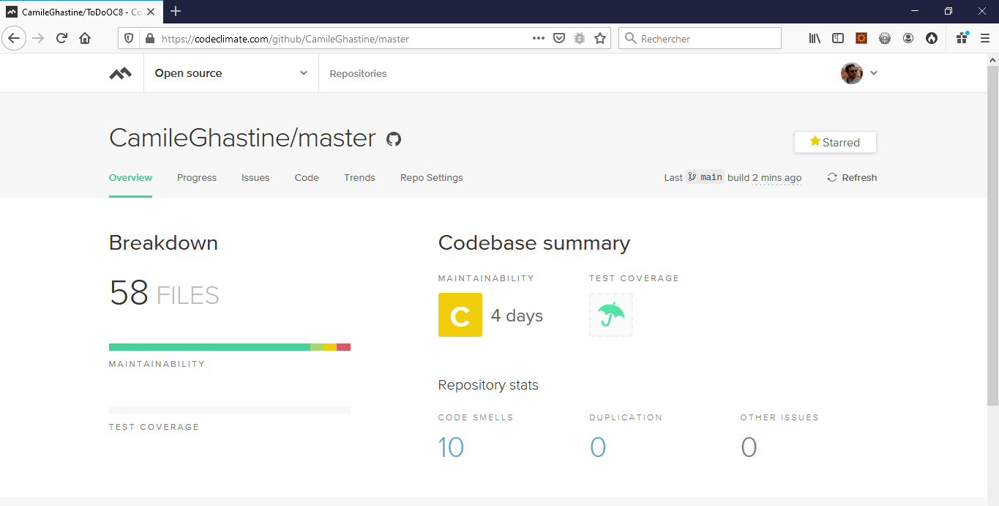 CamileGhastine/ToDoOC8 - Co
https://codeclimate.com/github/CamileGhastine/master
Rechercher
Open source
Repositories
CamileGhastine/master
Starred
Overview Progress Issues Code Trends Repo Settings
Last main build 2 mins ago Refresh
Breakdown
Codebase summary
58 FILES
MAINTAINABILITY
TEST COVERAGE
C 4 days
MAINTAINABILITY
Repository stats
TEST COVERAGE
CODE SMELLS
DUPLICATION
OTHER ISSUES
10
0
0